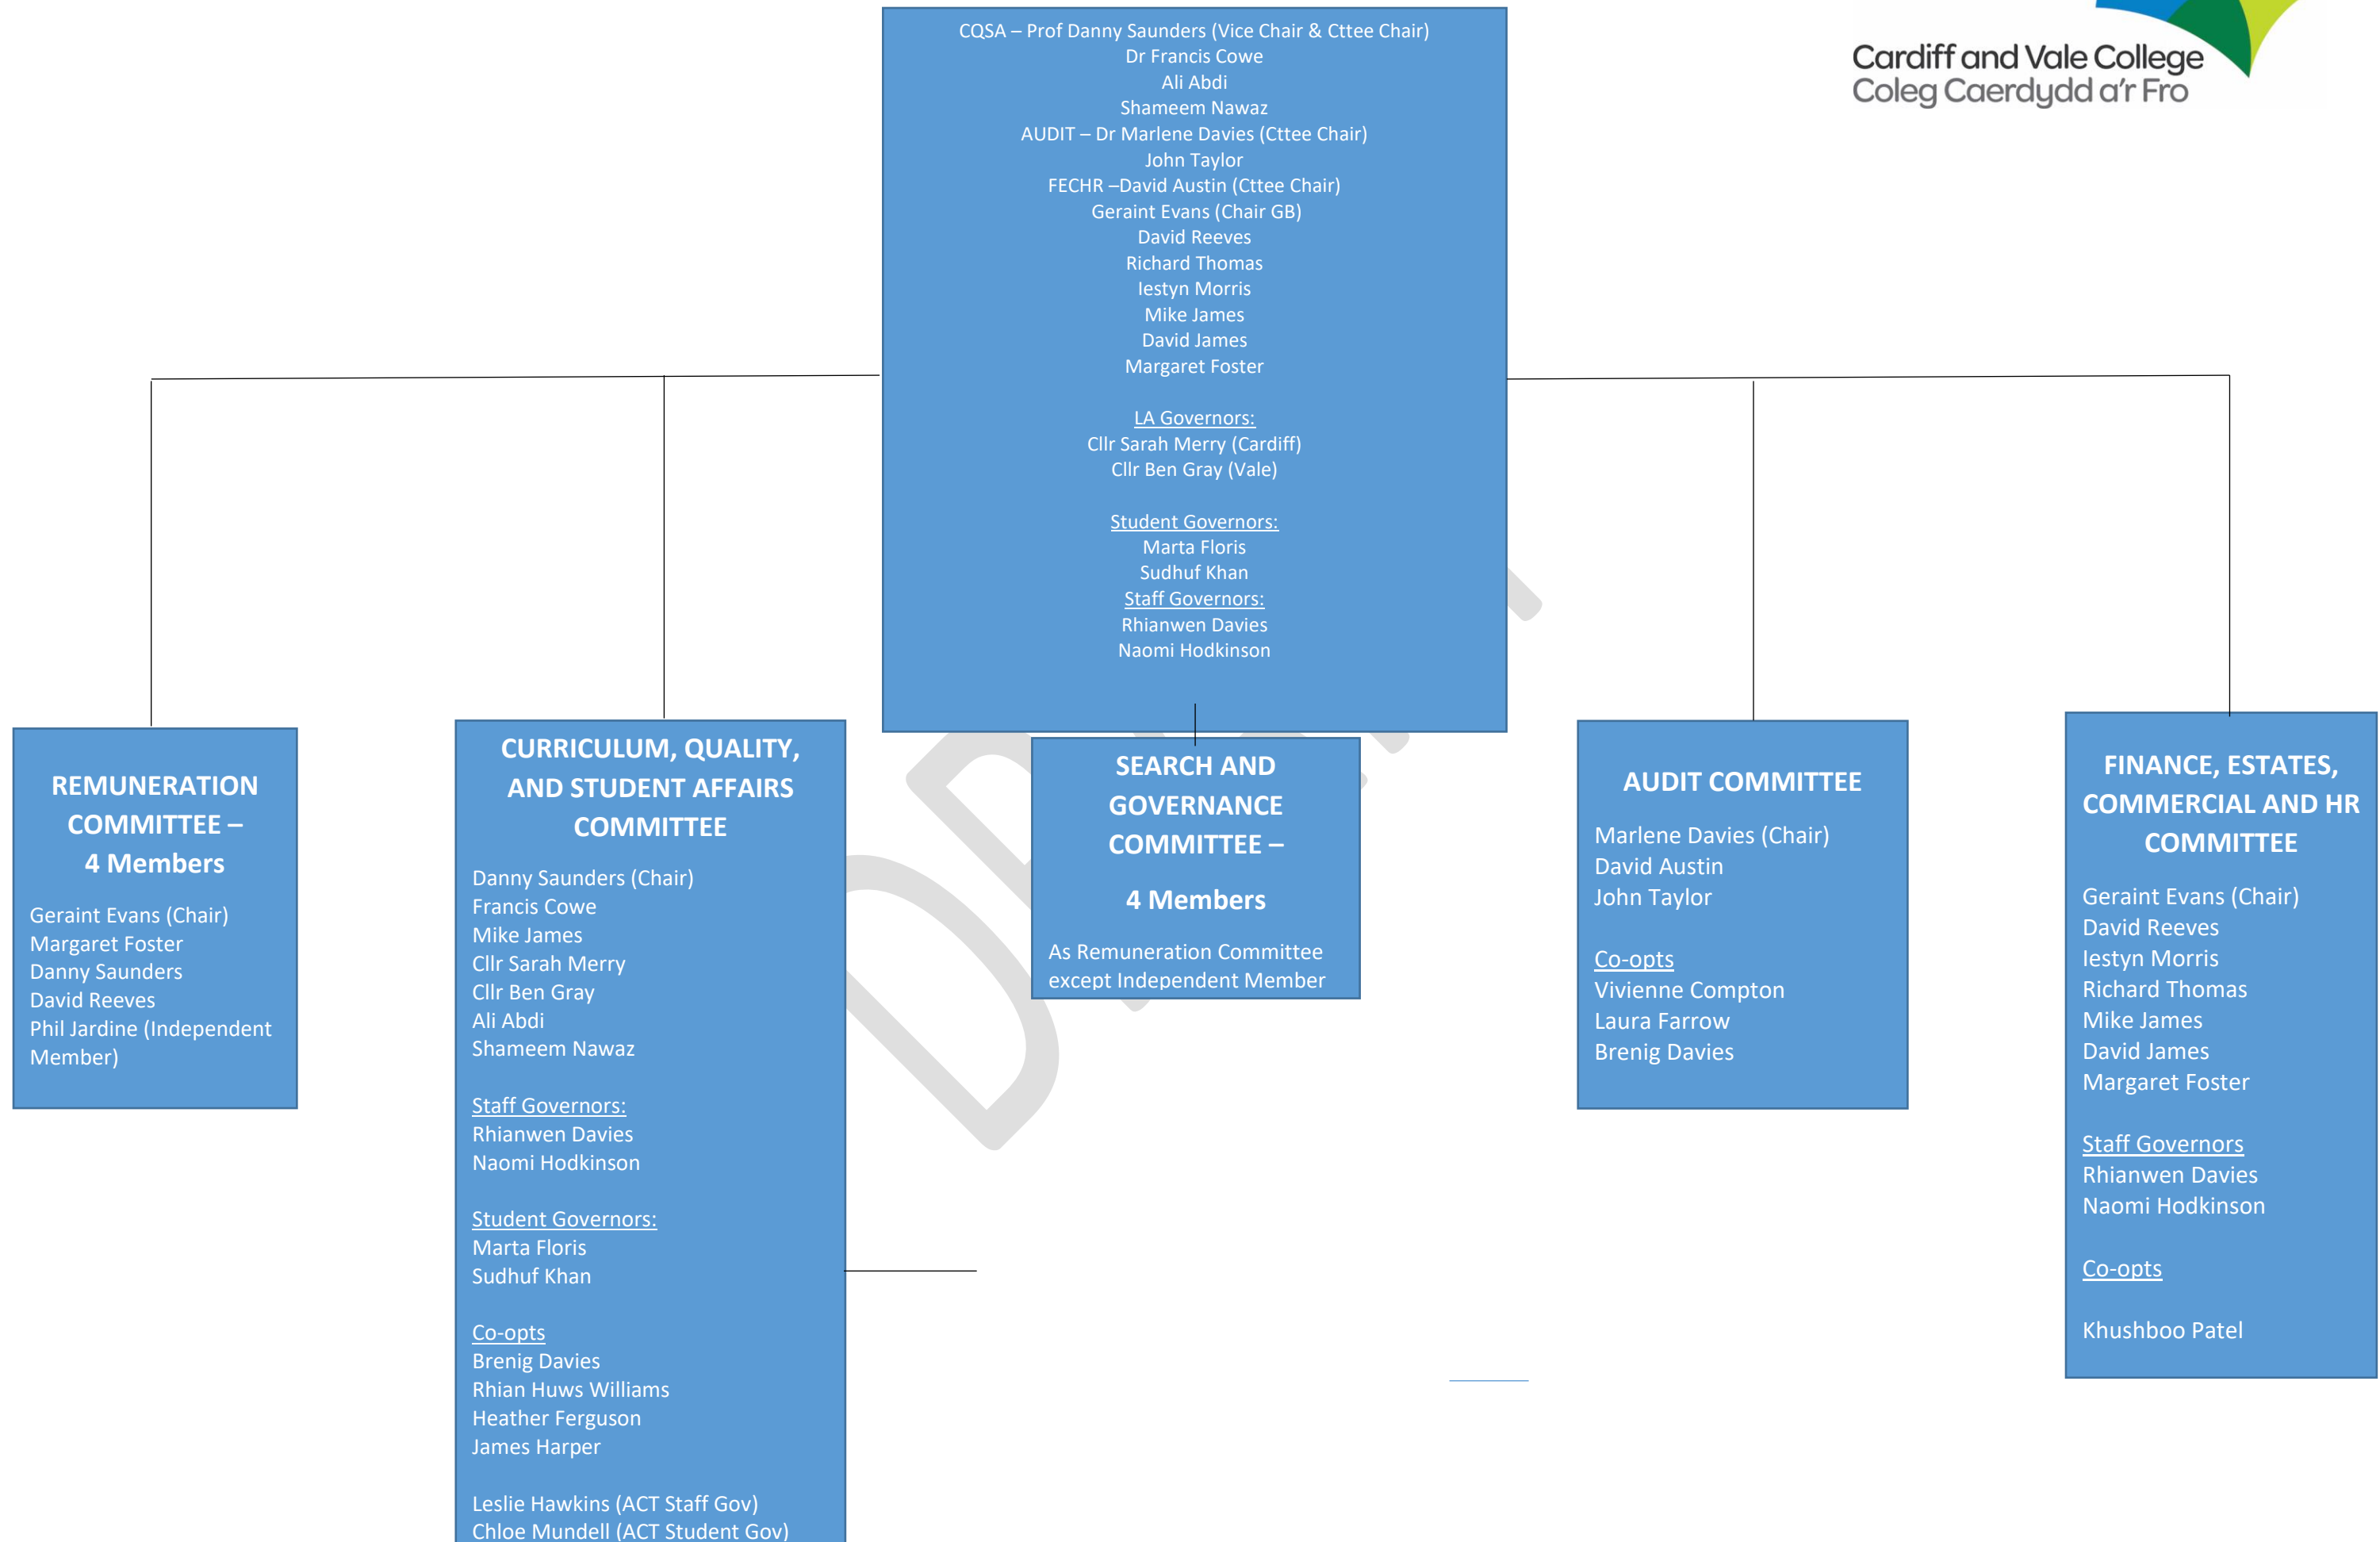 CQSA – Prof Danny Saunders (Vice Chair & Cttee Chair)
Dr Francis Cowe
Ali Abdi
Shameem Nawaz
AUDIT – Dr Marlene Davies (Cttee Chair)
John Taylor
FECHR –David Austin (Cttee Chair)
Geraint Evans (Chair GB)
David Reeves
Richard Thomas
Iestyn Morris
Mike James
David James
Margaret Foster
LA Governors:
Cllr Sarah Merry (Cardiff)
Cllr Ben Gray (Vale)
Student Governors:
Marta Floris
Sudhuf Khan
Staff Governors:
Rhianwen Davies
Naomi Hodkinson
Cardiff and Vale College
Coleg Caerdydd a'r Fro
REMUNERATION
COMMITTEE –
4 Members
Geraint Evans (Chair)
Margaret Foster
Danny Saunders
David Reeves
Phil Jardine (Independent
Member)
CURRICULUM, QUALITY,
AND STUDENT AFFAIRS
COMMITTEE
Danny Saunders (Chair)
Francis Cowe
Mike James
Cllr Sarah Merry
Cllr Ben Gray
Ali Abdi
Shameem Nawaz
Staff Governors:
Rhianwen Davies
Naomi Hodkinson
Student Governors:
Marta Floris
Sudhuf Khan
Co-opts
Brenig Davies
Rhian Huws Williams
Heather Ferguson
James Harper
Leslie Hawkins (ACT Staff Gov)
Chloe Mundell (ACT Student Gov)
SEARCH AND
GOVERNANCE
COMMITTEE –
4 Members
As Remuneration Committee
except Independent Member
AUDIT COMMITTEE
Marlene Davies (Chair)
David Austin
John Taylor
Co-opts
Vivienne Compton
Laura Farrow
Brenig Davies
FINANCE, ESTATES,
COMMERCIAL AND HR
COMMITTEE
Geraint Evans (Chair)
David Reeves
Iestyn Morris
Richard Thomas
Mike James
David James
Margaret Foster
Staff Governors
Rhianwen Davies
Naomi Hodkinson
Co-opts
Khushboo Patel